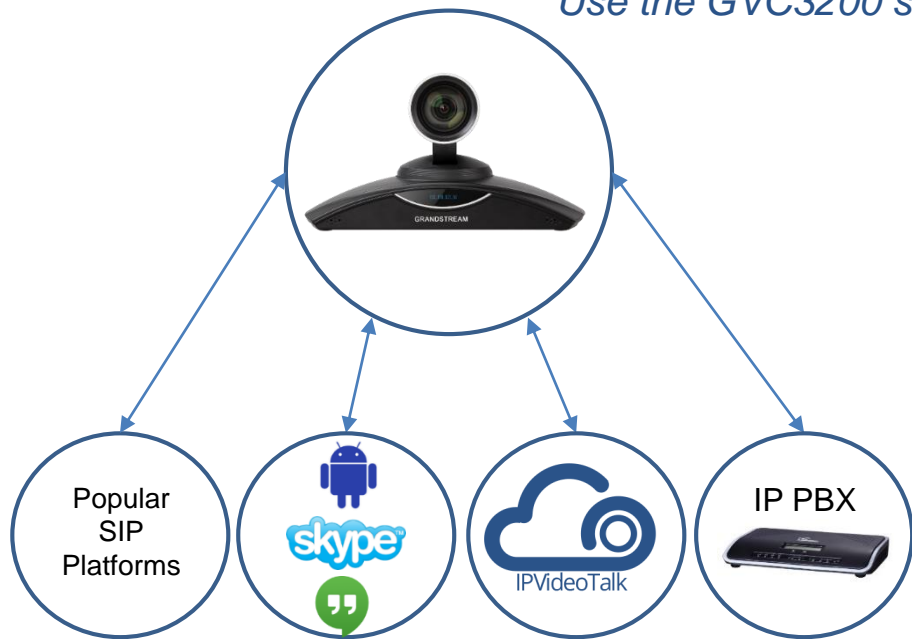 Use the GVC3200 s
GRANDSTREAM
Popular
SIP
Platforms
skype
IPVideoTalk
IP PBX